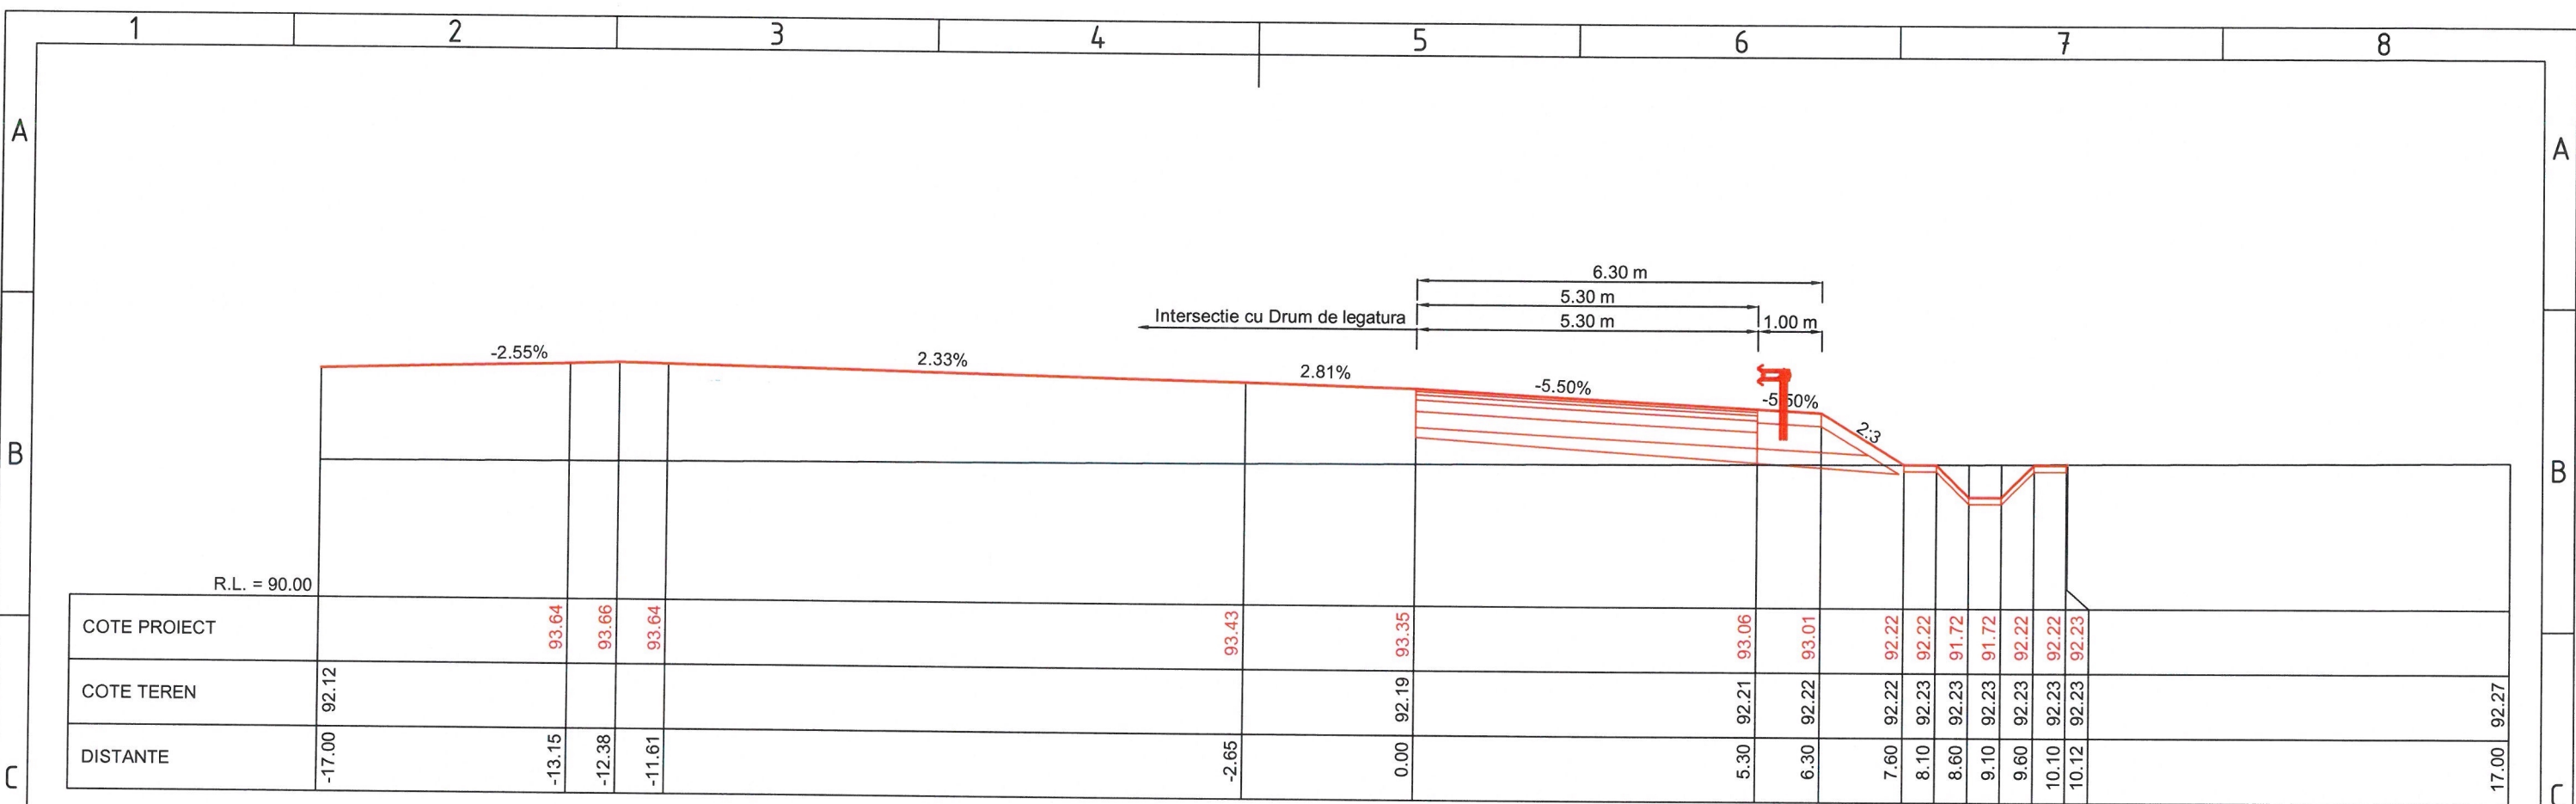 1 2 3 4 5 6 7 8
A A
6.30 m
5.30 m
Intersectie cu Drum de legatura 5.30 m 1.00 m
-2.55% 2.33% 2.81% -5.50% -5.50%
2:3
B B
R.L. = 90.00
COTE PROIECT 93.64 93.66 93.64 93.43 93.35 93.06 93.01 92.22 92.22 91.72 91.72 92.22 92.22 92.23
COTE TEREN 92.12 92.19 92.21 92.22 92.22 92.23 92.23 92.23 92.23 92.23 92.23 92.27
DISTANTE -17.00 -13.15 -12.38 -11.61 -2.65 0.00 5.30 6.30 7.60 8.10 8.60 9.10 9.60 10.10 10.12 17.00
C C